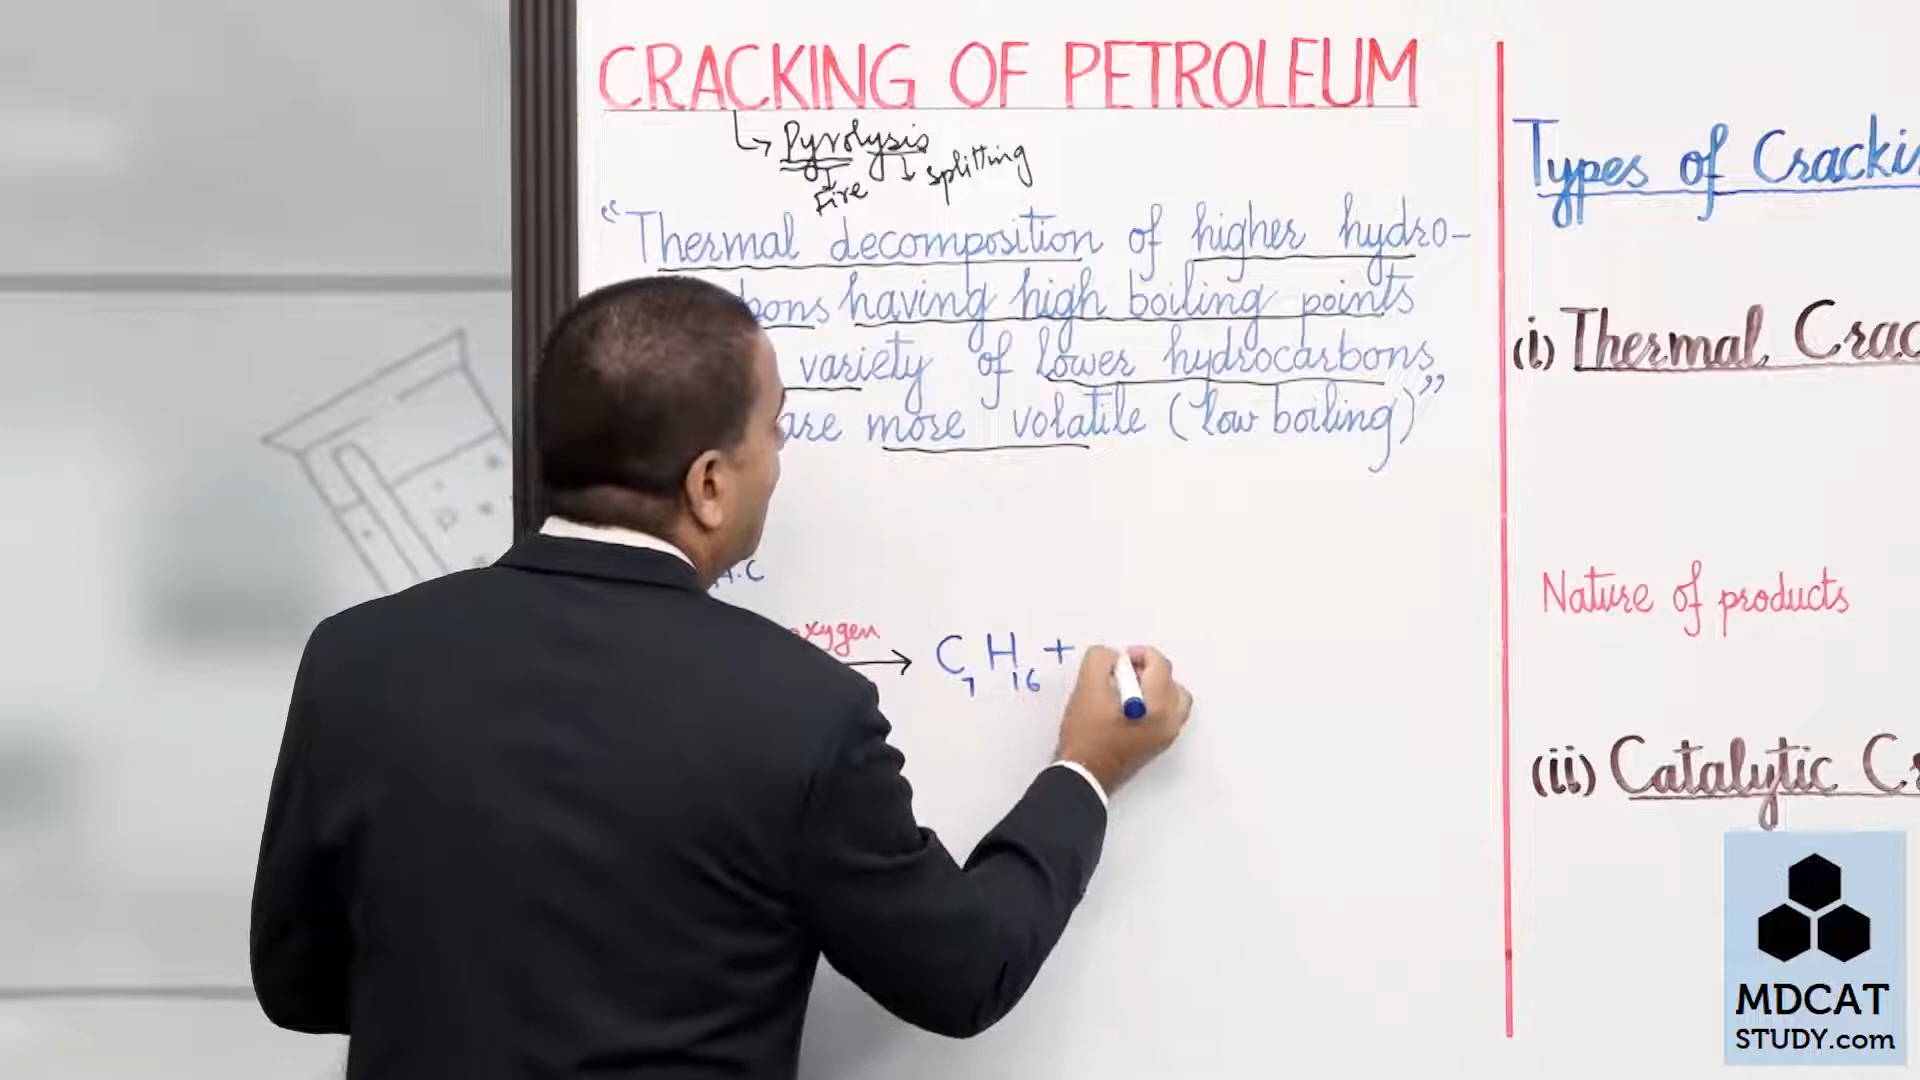 CRACKING OF PETROLEUM
↳ Pyrolysis
↓ ↓ splitting
Fire
“Thermal decomposition of higher hydro-
bons having high boiling points
variety of lower hydrocarbons
are more volatile (low boiling)”
H.C
oxygen
→ C7 H16 +
Types of Cracki
(i) Thermal Crac
Nature of products
(ii) Catalytic C
MDCAT
STUDY.com